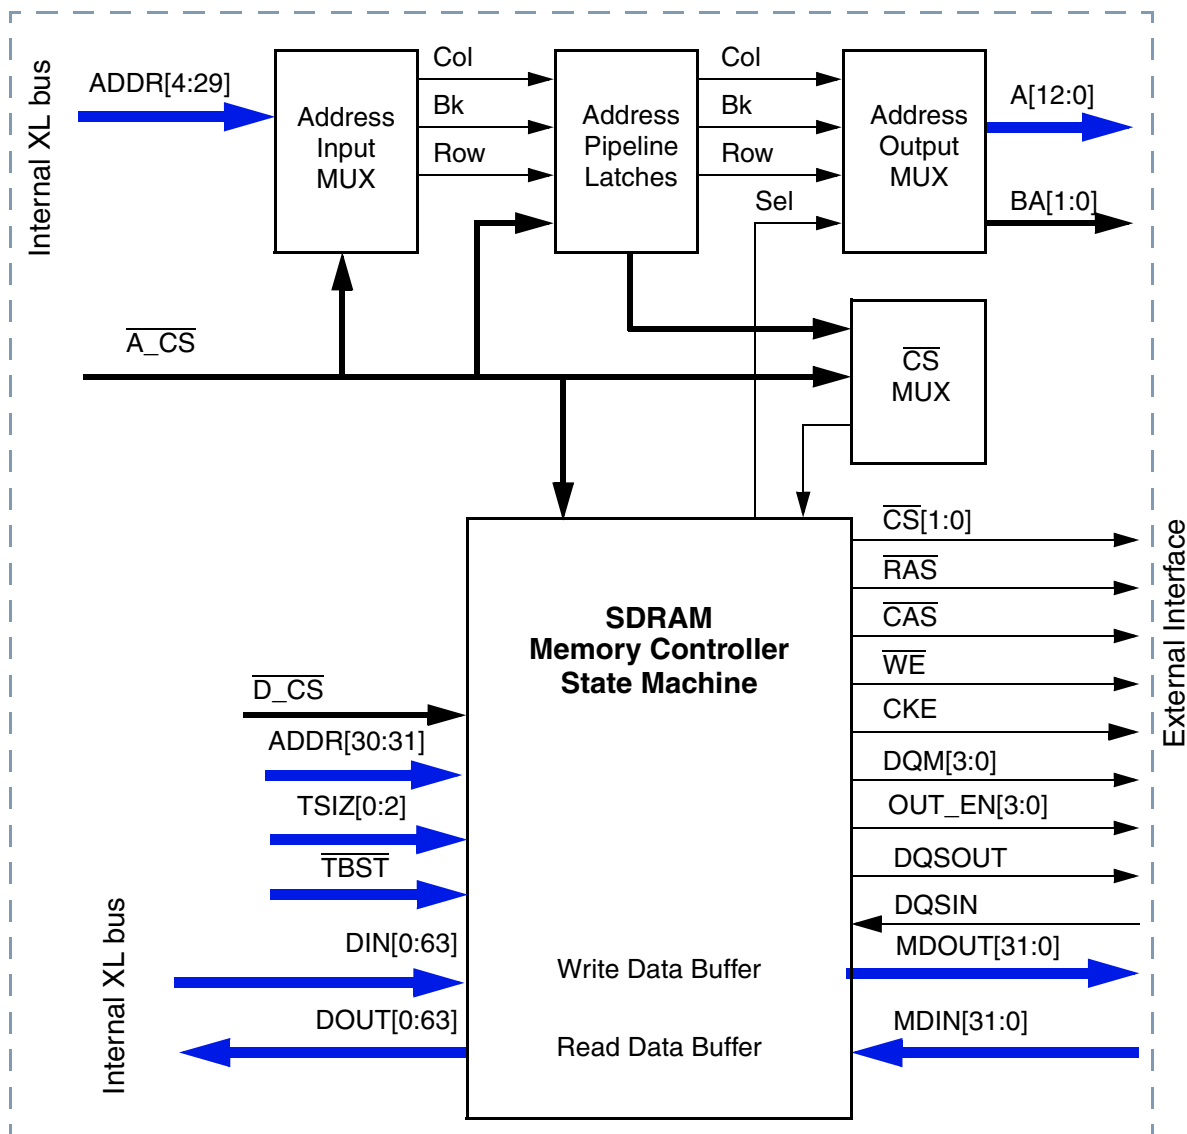 Internal XL bus
ADDR[4:29]
Address
Input
MUX
Col
Bk
Row
Address
Pipeline
Latches
Col
Bk
Row
Sel
Address
Output
MUX
A[12:0]
BA[1:0]
A_CS
CS
MUX
SDRAM
Memory Controller
State Machine
D_CS
ADDR[30:31]
TSIZ[0:2]
TBST
DIN[0:63]
DOUT[0:63]
Internal XL bus
Write Data Buffer
Read Data Buffer
CS[1:0]
RAS
CAS
WE
CKE
DQM[3:0]
OUT_EN[3:0]
DQSOUT
DQSIN
MDOUT[31:0]
MDIN[31:0]
External Interface